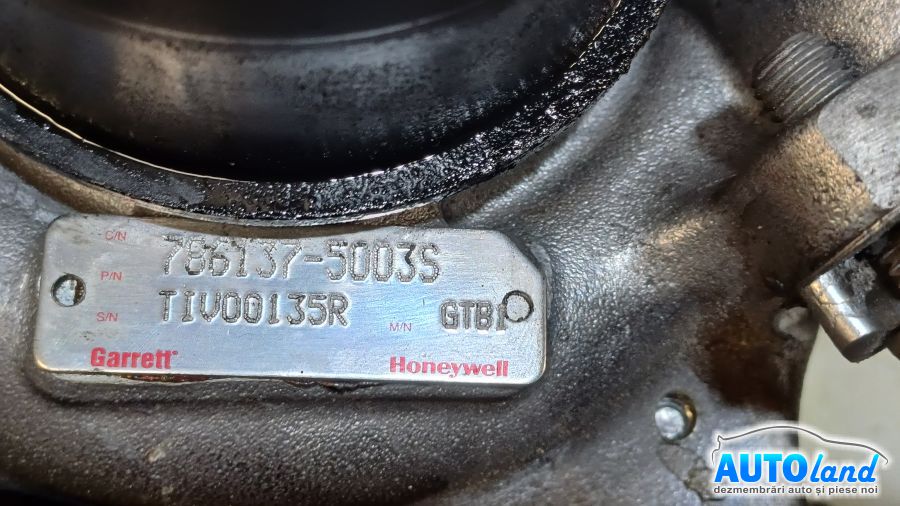 C/N
P/N 786137-5003S
S/N TIV00135R M/N GTB1
Garrett Honeywell
AUTOland
dezmembrări auto și piese noi